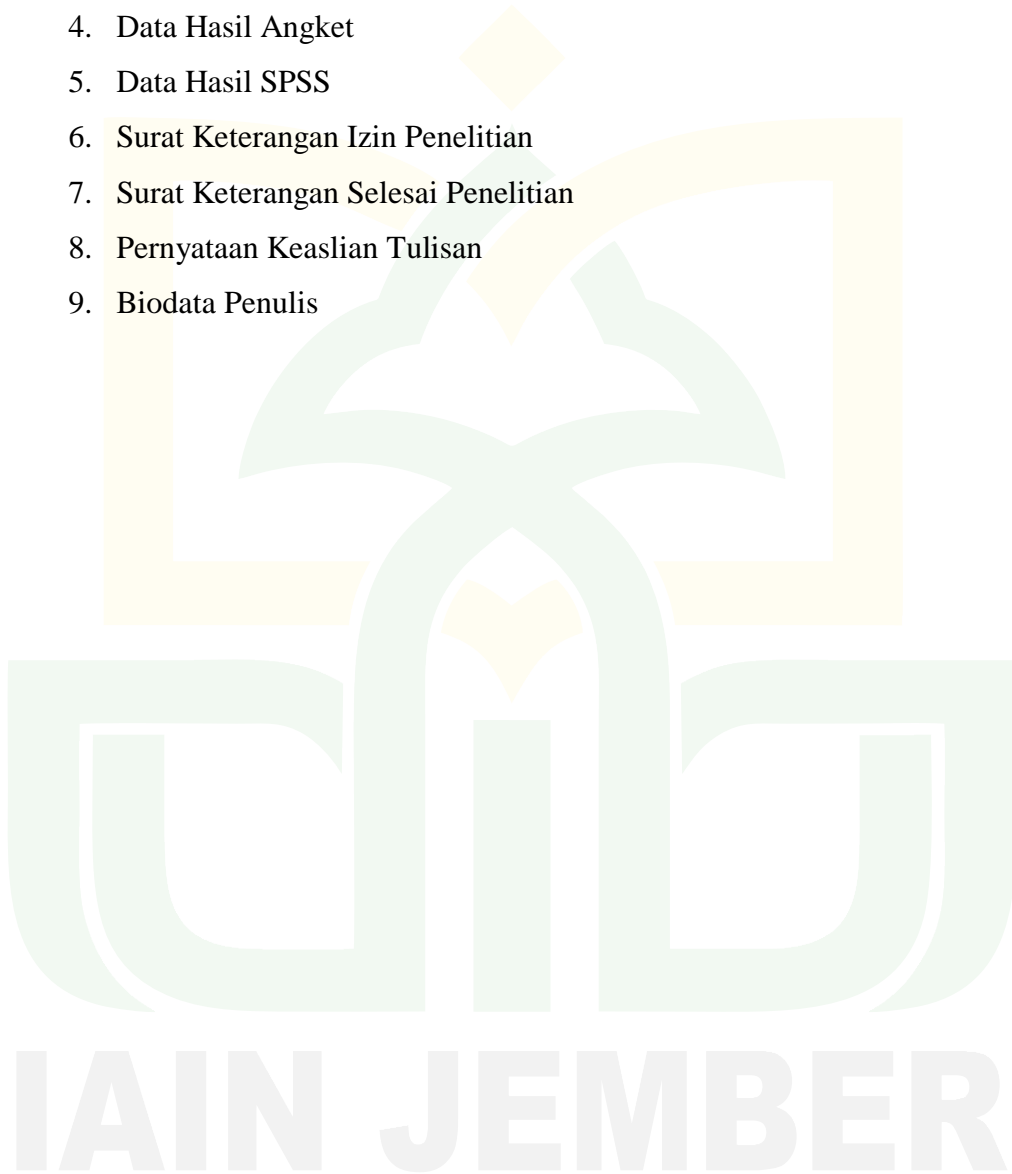 4. Data Hasil Angket
5. Data Hasil SPSS
6. Surat Keterangan Izin Penelitian
7. Surat Keterangan Selesai Penelitian
8. Pernyataan Keaslian Tulisan
9. Biodata Penulis
IAIN JEMBER